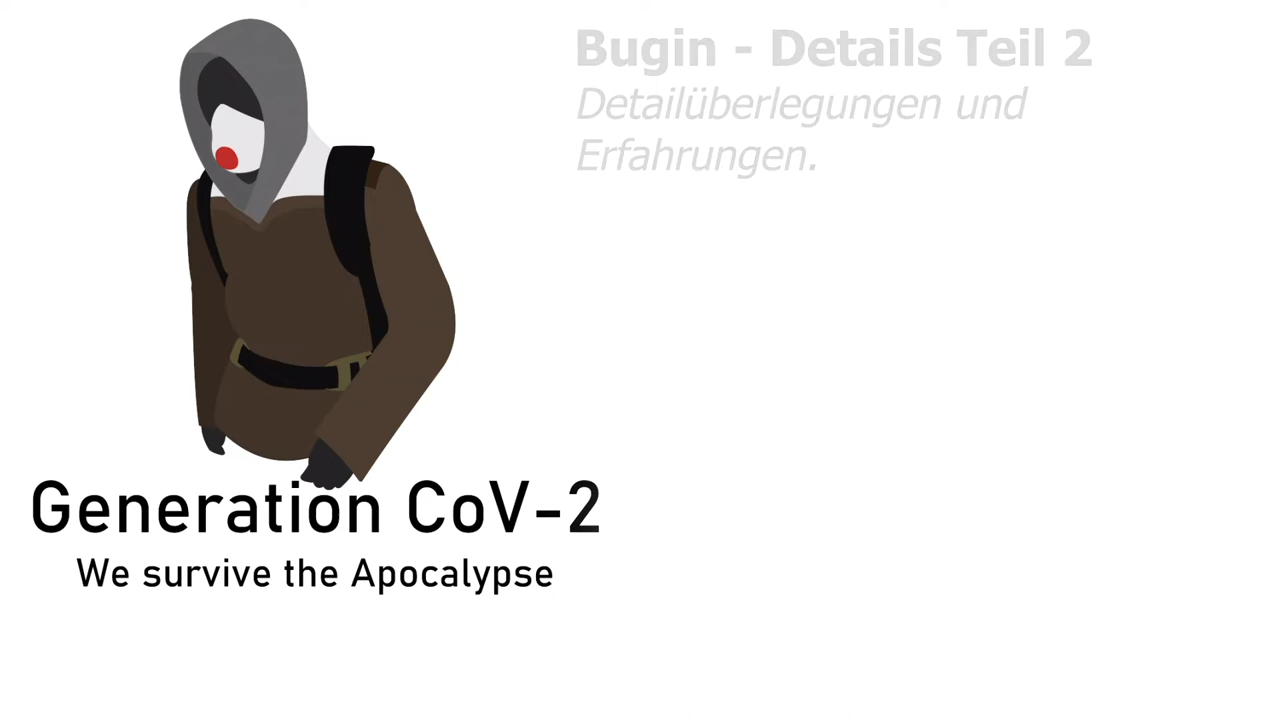 Bugin - Details Teil 2
Detailüberlegungen und
Erfahrungen.
Generation CoV-2
We survive the Apocalypse